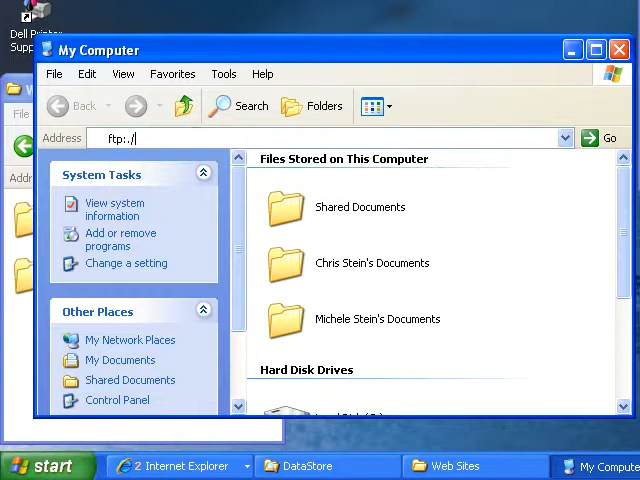 Dell Printer
Supp
My Computer
File Edit View Favorites Tools Help
Back Search Folders
Address ftp:./ Go
File
Addr
System Tasks
View system
information
Add or remove
programs
Change a setting
Other Places
My Network Places
My Documents
Shared Documents
Control Panel
Files Stored on This Computer
Shared Documents
Chris Stein's Documents
Michele Stein's Documents
Hard Disk Drives
start 2 Internet Explorer DataStore Web Sites My Compute